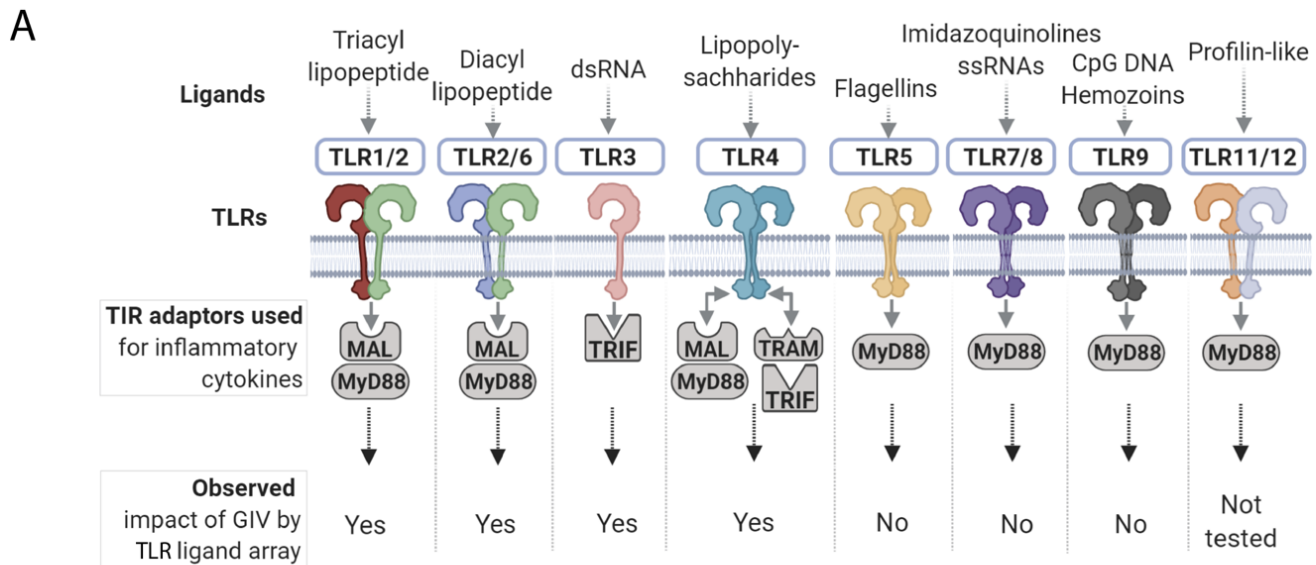 A
Ligands
Triacyl
lipopeptide
Diacyl
lipopeptide
dsRNA
Lipopoly-
sachharides
Flagellins
Imidazoquinolines
ssRNAs
CpG DNA
Hemozoins
Profilin-like
TLR1/2
TLR2/6
TLR3
TLR4
TLR5
TLR7/8
TLR9
TLR11/12
TLRs
TIR adaptors used
for inflammatory
cytokines
MAL
MyD88
MAL
MyD88
TRIF
MAL
MyD88
TRAM
TRIF
MyD88
MyD88
MyD88
MyD88
Observed
impact of GIV by
TLR ligand array
Yes
Yes
Yes
Yes
No
No
No
Not
tested